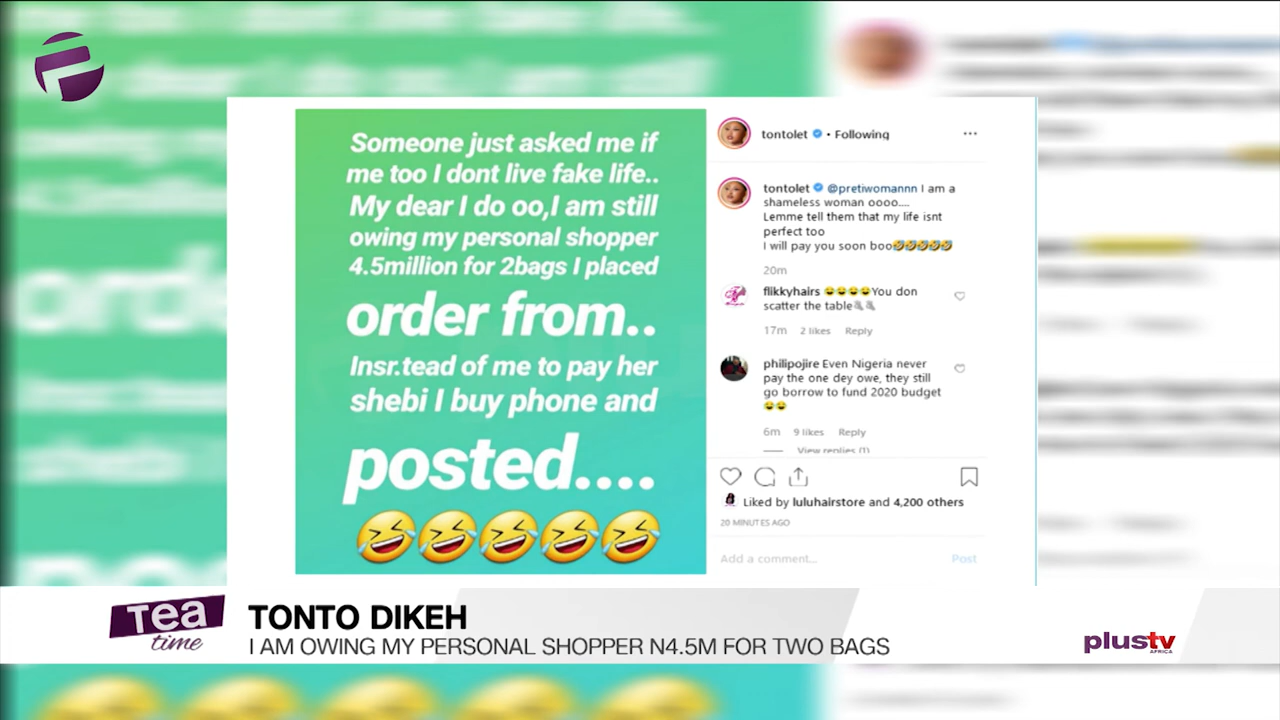 Someone just asked me if
me too I dont live fake life..
My dear I do oo,I am still
owing my personal shopper
4.5million for 2bags I placed
order from..
Insr.tead of me to pay her
shebi I buy phone and
posted....
tontolet • Following
tontolet @pretiwomannn I am a
shameless woman oooo....
Lemme tell them that my life isnt
perfect too
I will pay you soon boo🤣🤣🤣🤣🤣
20m
flikkyhairs 😂😂😂😂You don
scatter the table
17m 2 likes Reply
philipojire Even Nigeria never
pay the one dey owe, they still
go borrow to fund 2020 budget
😂😂
6m 9 likes Reply
View replies (1)
Liked by luluhairstore and 4,200 others
20 MINUTES AGO
Add a comment... Post
Tea
time
TONTO DIKEH
I AM OWING MY PERSONAL SHOPPER N4.5M FOR TWO BAGS
plustv
AFRICA